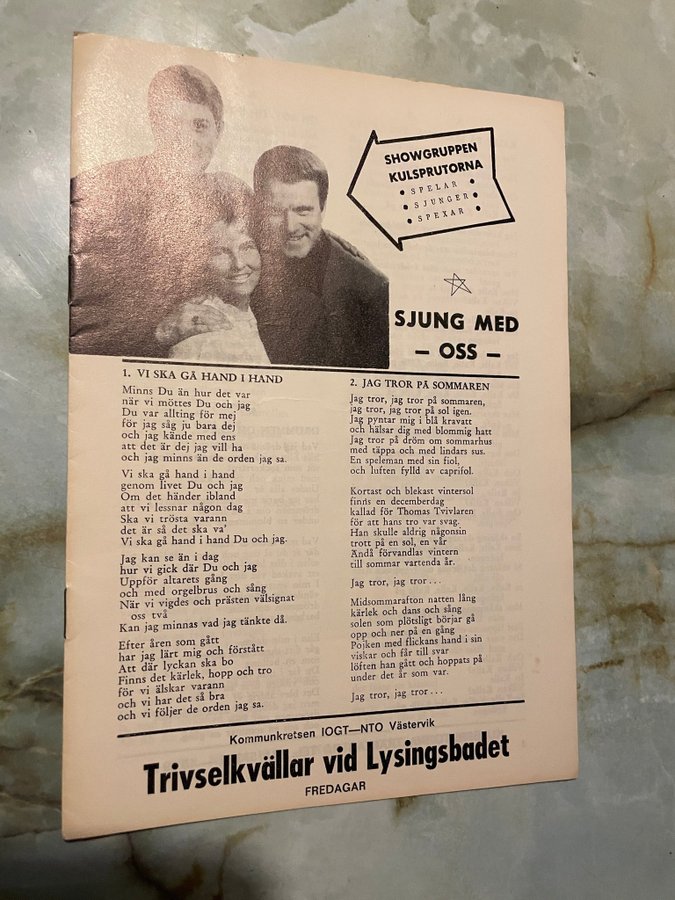 SHOWGRUPPEN
KULSPRUTORNA
• SPELAR •
• SJUNGER •
• SPEXAR •
SJUNG MED
– OSS –
1. VI SKA GÅ HAND I HAND
Minns Du än hur det var
när vi möttes Du och jag
Du var allting för mej
för jag såg ju bara dej
och jag kände med ens
att det är dej jag vill ha
och jag minns än de orden jag sa.
Vi ska gå hand i hand
genom livet Du och jag
Om det händer ibland
att vi lessnar någon dag
Ska vi trösta varann
det är så det ska va'
Vi ska gå hand i hand Du och jag.
Jag kan se än i dag
hur vi gick där Du och jag
Uppför altarets gång
och med orgelbrus och sång
När vi vigdes och prästen välsignat
oss två
Kan jag minnas vad jag tänkte då.
Efter åren som gått
har jag lärt mig och förstått
Att där lyckan ska bo
Finns det kärlek, hopp och tro
för vi älskar varann
och vi har det så bra
och vi följer de orden jag sa.
2. JAG TROR PÅ SOMMAREN
Jag tror, jag tror på sommaren,
jag tror, jag tror på sol igen.
Jag pyntar mig i blå kravatt
och hälsar dig med blommig hatt
Jag tror på dröm om sommarhus
med täppa och med lindars sus.
En speleman med sin fiol,
och luften fylld av caprifol.
Kortast och blekast vintersol
finns en decemberdag
kallad för Thomas Tvivlaren
för att hans tro var svag.
Han skulle aldrig någonsin
trott på en sol, en vår
Ändå förvandlas vintern
till sommar vartenda år.
Jag tror, jag tror . . .
Midsommarafton natten lång
kärlek och dans och sång
solen som plötsligt börjar gå
opp och ner på en gång
Pojken med flickans hand i sin
viskar och får till svar
löften han gått och hoppats på
under det år som var.
Jag tror, jag tror . . .
Kommunkretsen IOGT—NTO Västervik
Trivselkvällar vid Lysingsbadet
FREDAGAR